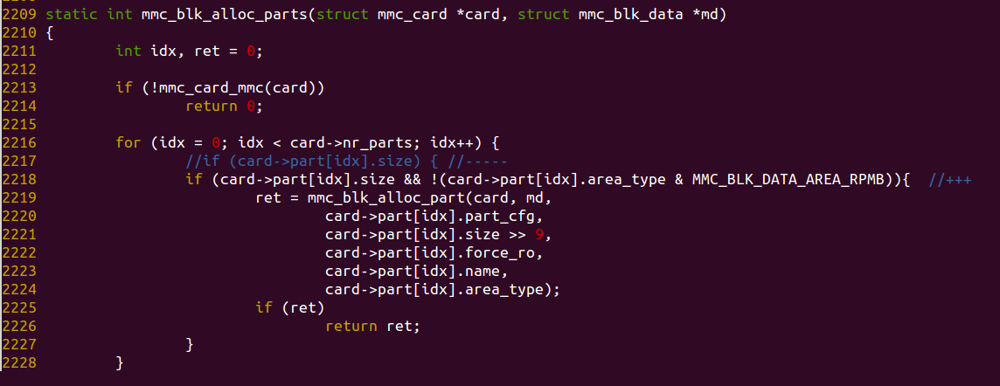 2209 static int mmc_blk_alloc_parts(struct mmc_card *card, struct mmc_blk_data *md)
2210 {
2211         int idx, ret = 0;
2212
2213         if (!mmc_card_mmc(card))
2214                 return 0;
2215
2216         for (idx = 0; idx < card->nr_parts; idx++) {
2217                 //if (card->part[idx].size) { //-----
2218                 if (card->part[idx].size && !(card->part[idx].area_type & MMC_BLK_DATA_AREA_RPMB)){  //+++
2219                         ret = mmc_blk_alloc_part(card, md,
2220                                 card->part[idx].part_cfg,
2221                                 card->part[idx].size >> 9,
2222                                 card->part[idx].force_ro,
2223                                 card->part[idx].name,
2224                                 card->part[idx].area_type);
2225                         if (ret)
2226                                 return ret;
2227                 }
2228         }